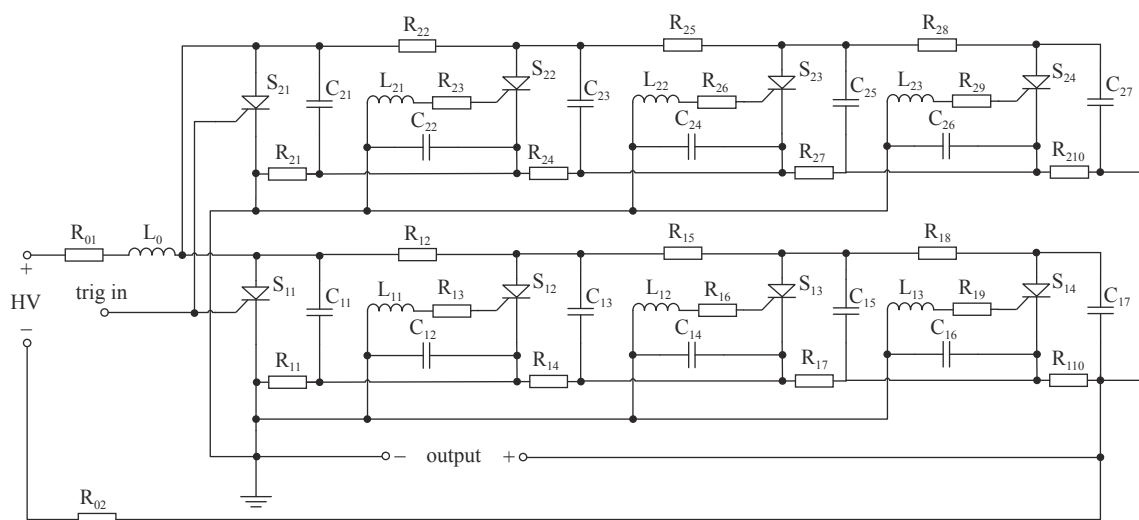 R₂₂ R₂₅ R₂₈
S₂₁ C₂₁ L₂₁ R₂₃ S₂₂ C₂₃ L₂₂ R₂₆ S₂₃ C₂₅ L₂₃ R₂₉ S₂₄ C₂₇
C₂₂ C₂₄ C₂₆
R₂₁ R₂₄ R₂₇ R₂₁₀
R₀₁ L₀ R₁₂ R₁₅ R₁₈
+
HV
−
trig in
S₁₁ C₁₁ L₁₁ R₁₃ S₁₂ C₁₃ L₁₂ R₁₆ S₁₃ C₁₅ L₁₃ R₁₉ S₁₄ C₁₇
C₁₂ C₁₄ C₁₆
R₁₁ R₁₄ R₁₇ R₁₁₀
− output +
R₀₂